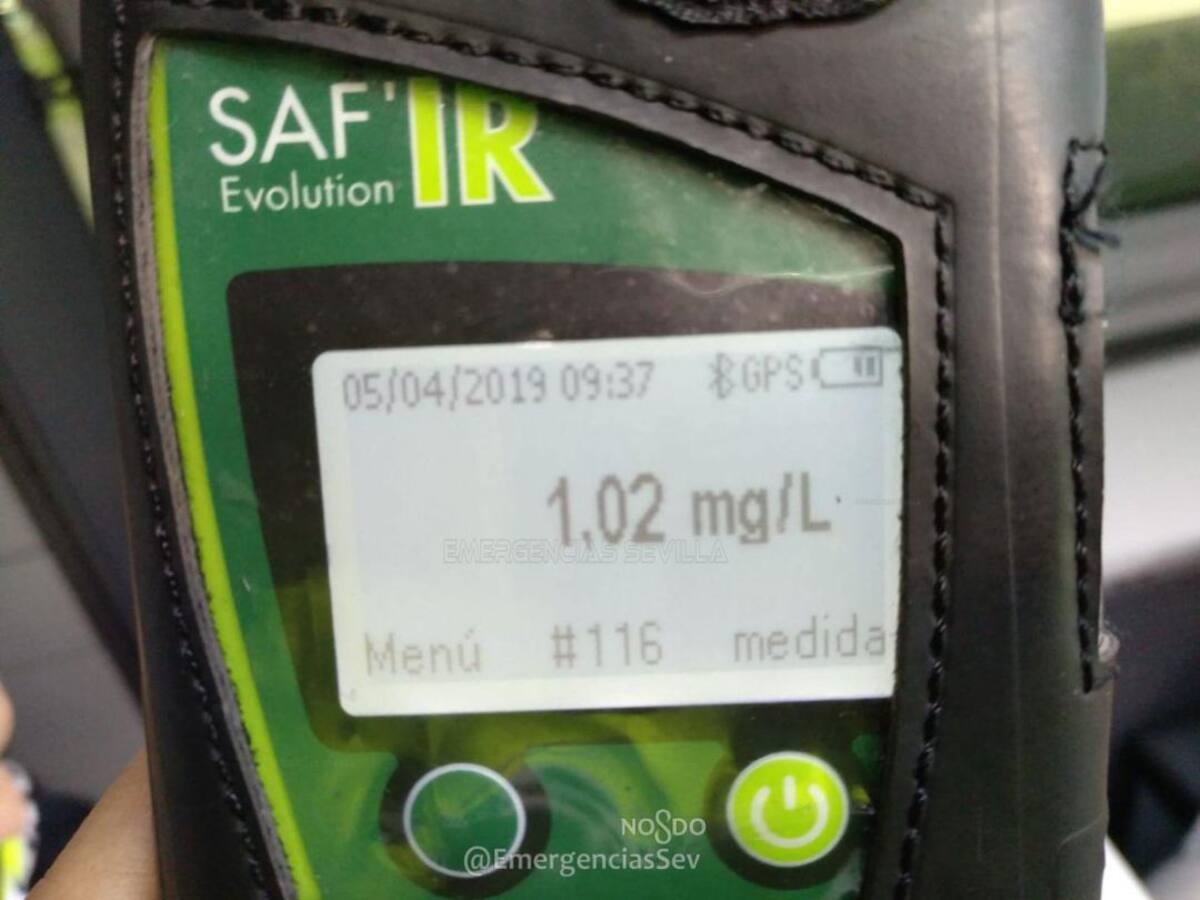 SAF'IR
Evolution
05/04/2019 09:37 GPS
1,02 mg/L
EMERGENCIAS SEVILLA
Menú #116 medida
NO8DO
@EmergenciasSev